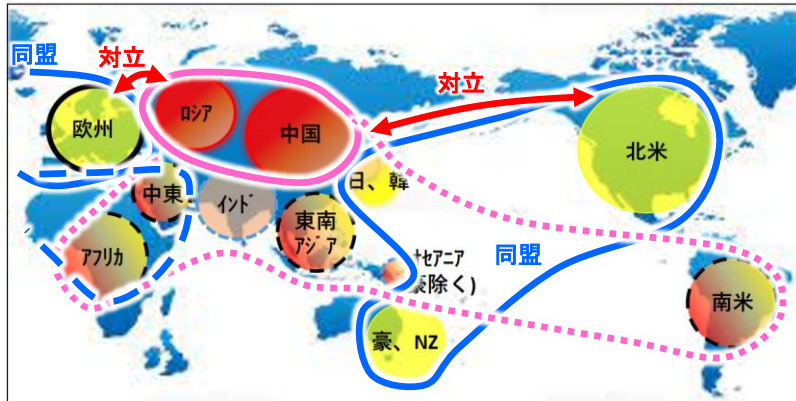 同盟
対立
対立
欧州
ロシア
中国
北米
日、韓
中東
インド
東南
アジア
アフリカ
セアニア
豪除く)
同盟
南米
豪、NZ